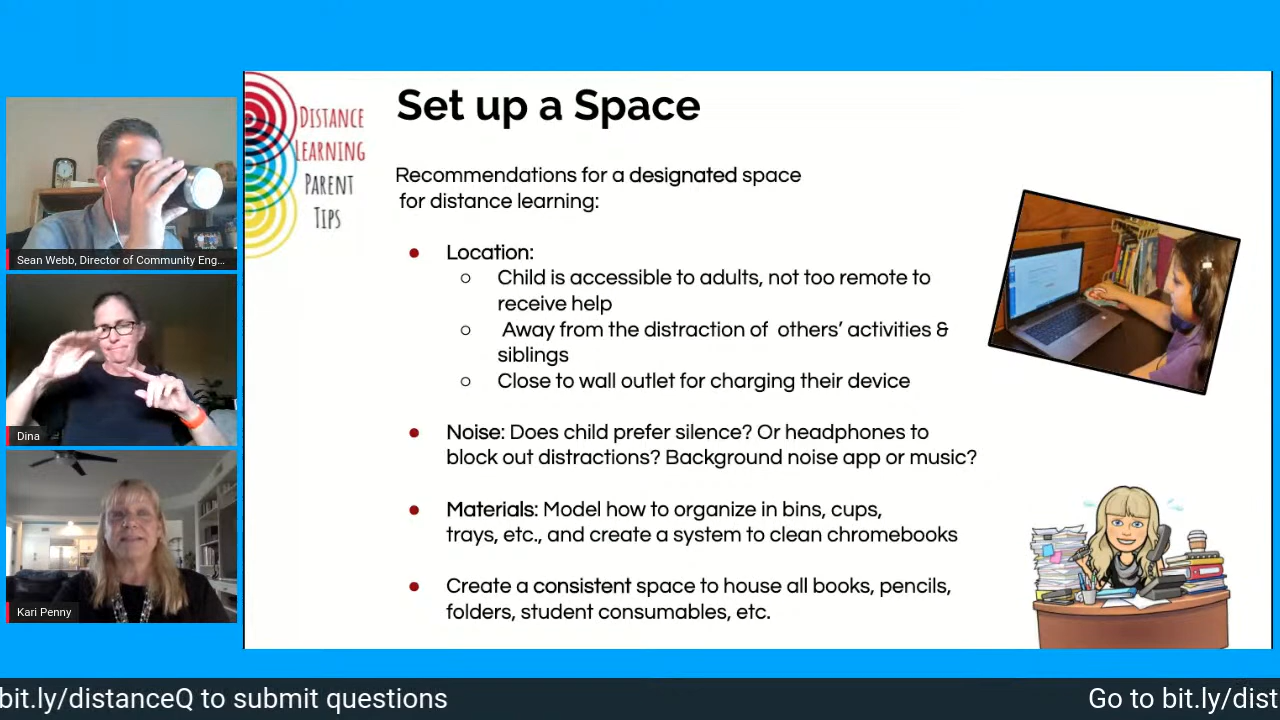 DISTANCE
LEARNING
PARENT
TIPS
Set up a Space
Recommendations for a designated space
for distance learning:
● Location:
○ Child is accessible to adults, not too remote to
receive help
○ Away from the distraction of others’ activities &
siblings
○ Close to wall outlet for charging their device
● Noise: Does child prefer silence? Or headphones to
block out distractions? Background noise app or music?
● Materials: Model how to organize in bins, cups,
trays, etc., and create a system to clean chromebooks
● Create a consistent space to house all books, pencils,
folders, student consumables, etc.
Sean Webb, Director of Community Eng...
Dina
Kari Penny
bit.ly/distanceQ to submit questions
Go to bit.ly/dist